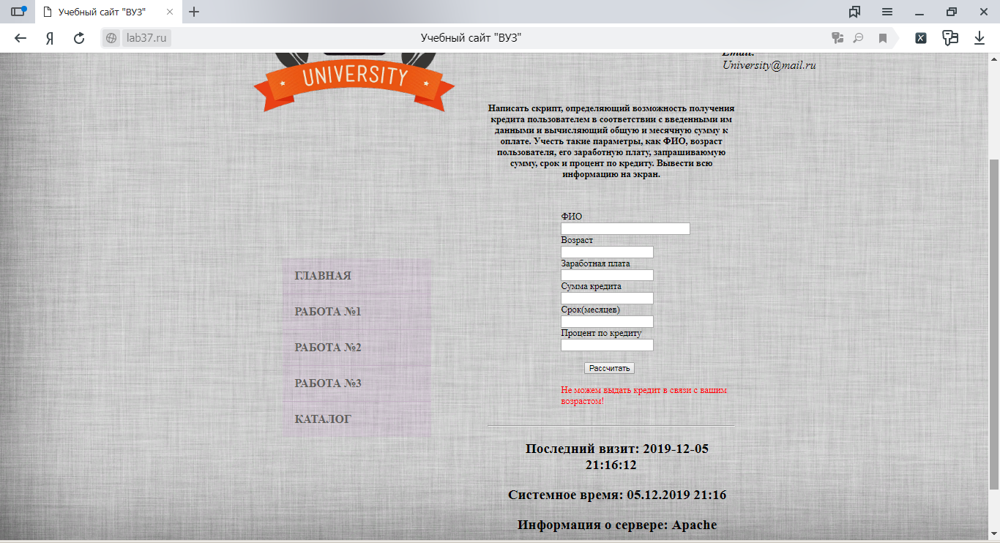 Учебный сайт "ВУЗ"
Я
lab37.ru
Учебный сайт "ВУЗ"
UNIVERSITY
Email:
University@mail.ru
Написать скрипт, определяющий возможность получения
кредита пользователем в соответствии с введенными им
данными и вычисляющий общую и месячную сумму к
оплате. Учесть такие параметры, как ФИО, возраст
пользователя, его заработную плату, запрашиваюмую
сумму, срок и процент по кредиту. Вывести всю
информацию на экран.
ФИО
Возраст
Заработная плата
Сумма кредита
Срок(месяцев)
Процент по кредиту
Рассчитать
Не можем выдать кредит в связи с вашим
возрастом!
ГЛАВНАЯ
РАБОТА №1
РАБОТА №2
РАБОТА №3
КАТАЛОГ
Последний визит: 2019-12-05
21:16:12
Системное время: 05.12.2019 21:16
Информация о сервере: Apache